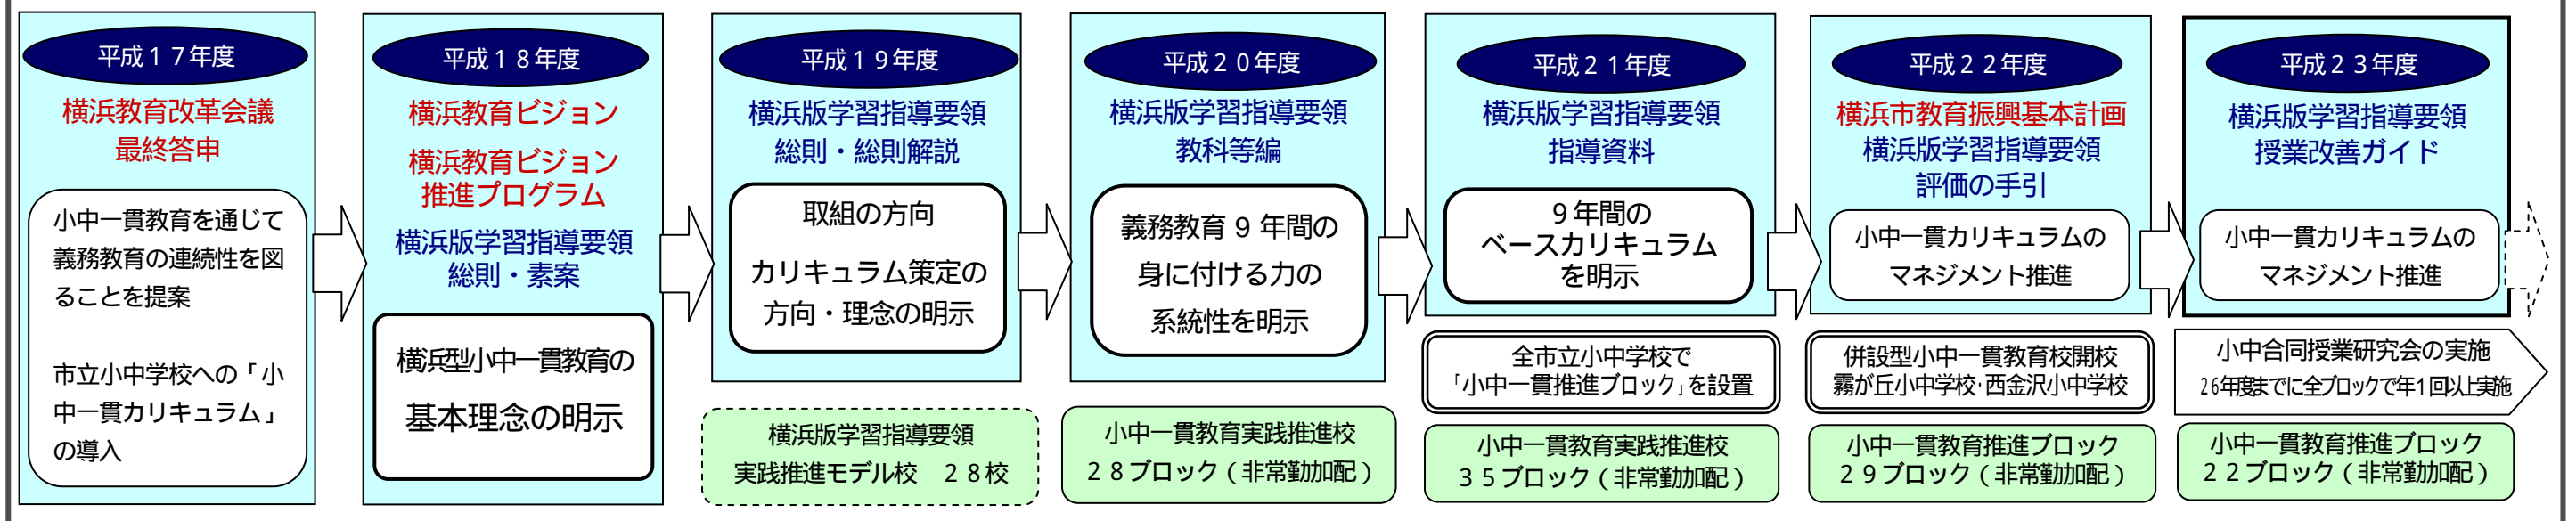 平成１７年度
横浜教育改革会議
最終答申
小中一貫教育を通じて
義務教育の連続性を図
ることを提案
市立小中学校への「小
中一貫カリキュラム」
の導入
平成１８年度
横浜教育ビジョン
横浜教育ビジョン
推進プログラム
横浜版学習指導要領
総則・素案
横浜型小中一貫教育の
基本理念の明示
平成１９年度
横浜版学習指導要領
総則・総則解説
取組の方向
カリキュラム策定の
方向・理念の明示
横浜版学習指導要領
実践推進モデル校　２８校
平成２０年度
横浜版学習指導要領
教科等編
義務教育９年間の
身に付ける力の
系統性を明示
小中一貫教育実践推進校
２８ブロック（非常勤加配）
平成２１年度
横浜版学習指導要領
指導資料
９年間の
ベースカリキュラム
を明示
全市立小中学校で
「小中一貫推進ブロック」を設置
小中一貫教育実践推進校
３５ブロック（非常勤加配）
平成２２年度
横浜市教育振興基本計画
横浜版学習指導要領
評価の手引
小中一貫カリキュラムの
マネジメント推進
併設型小中一貫教育校開校
霧が丘小中学校･西金沢小中学校
小中一貫教育推進ブロック
２９ブロック（非常勤加配）
平成２３年度
横浜版学習指導要領
授業改善ガイド
小中一貫カリキュラムの
マネジメント推進
小中合同授業研究会の実施
２６年度までに全ブロックで年１回以上実施
小中一貫教育推進ブロック
２２ブロック（非常勤加配）